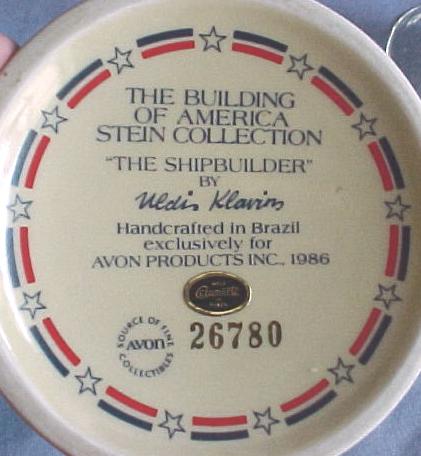 THE BUILDING
OF AMERICA
STEIN COLLECTION
"THE SHIPBUILDER"
BY
Uldis Klavins
Handcrafted in Brazil
exclusively for
AVON PRODUCTS INC., 1986
26780
SOURCE OF FINE
AVON
COLLECTIBLES